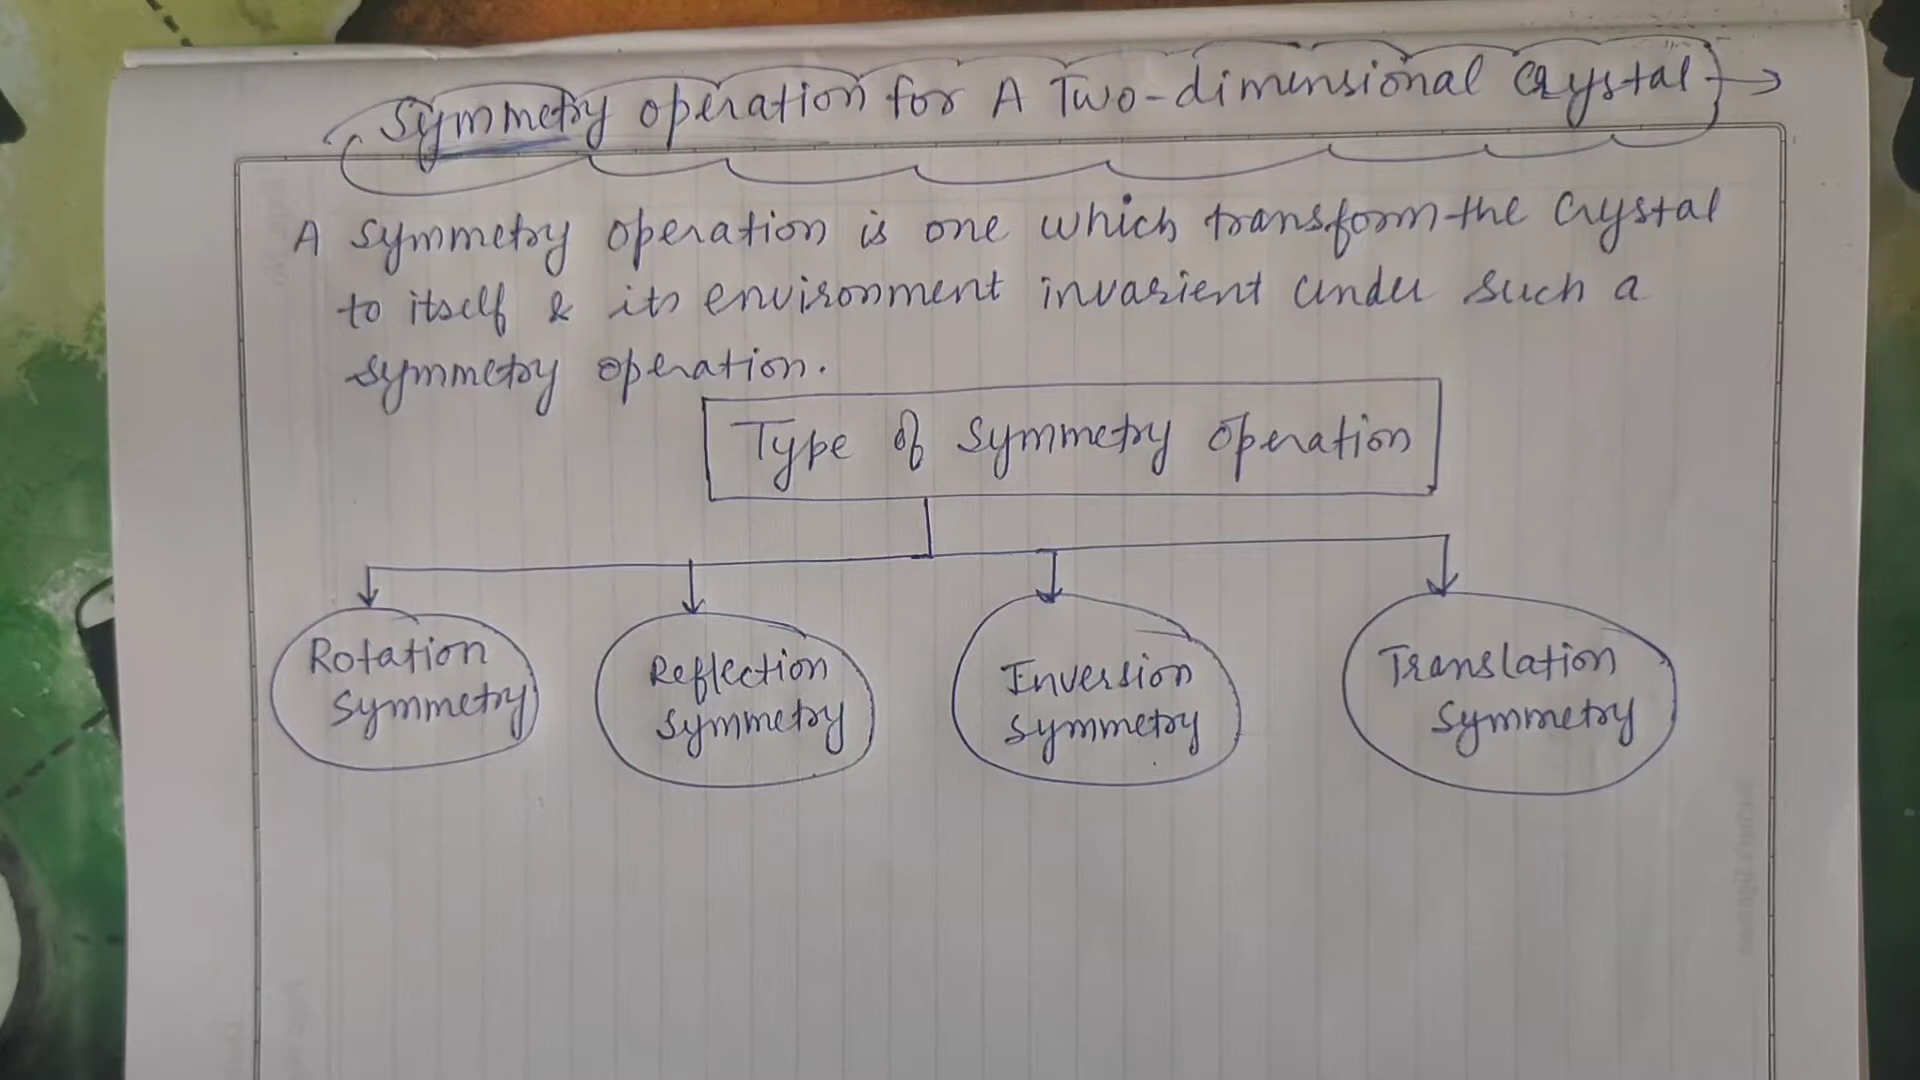 Symmetry operation for A Two-dimensional Crystal →
A symmetry operation is one which transform the crystal
to itself & its environment invarient under such a
symmetry operation.
Type of Symmetry operation
Rotation
Symmetry
Reflection
Symmetry
Inversion
Symmetry
Translation
Symmetry